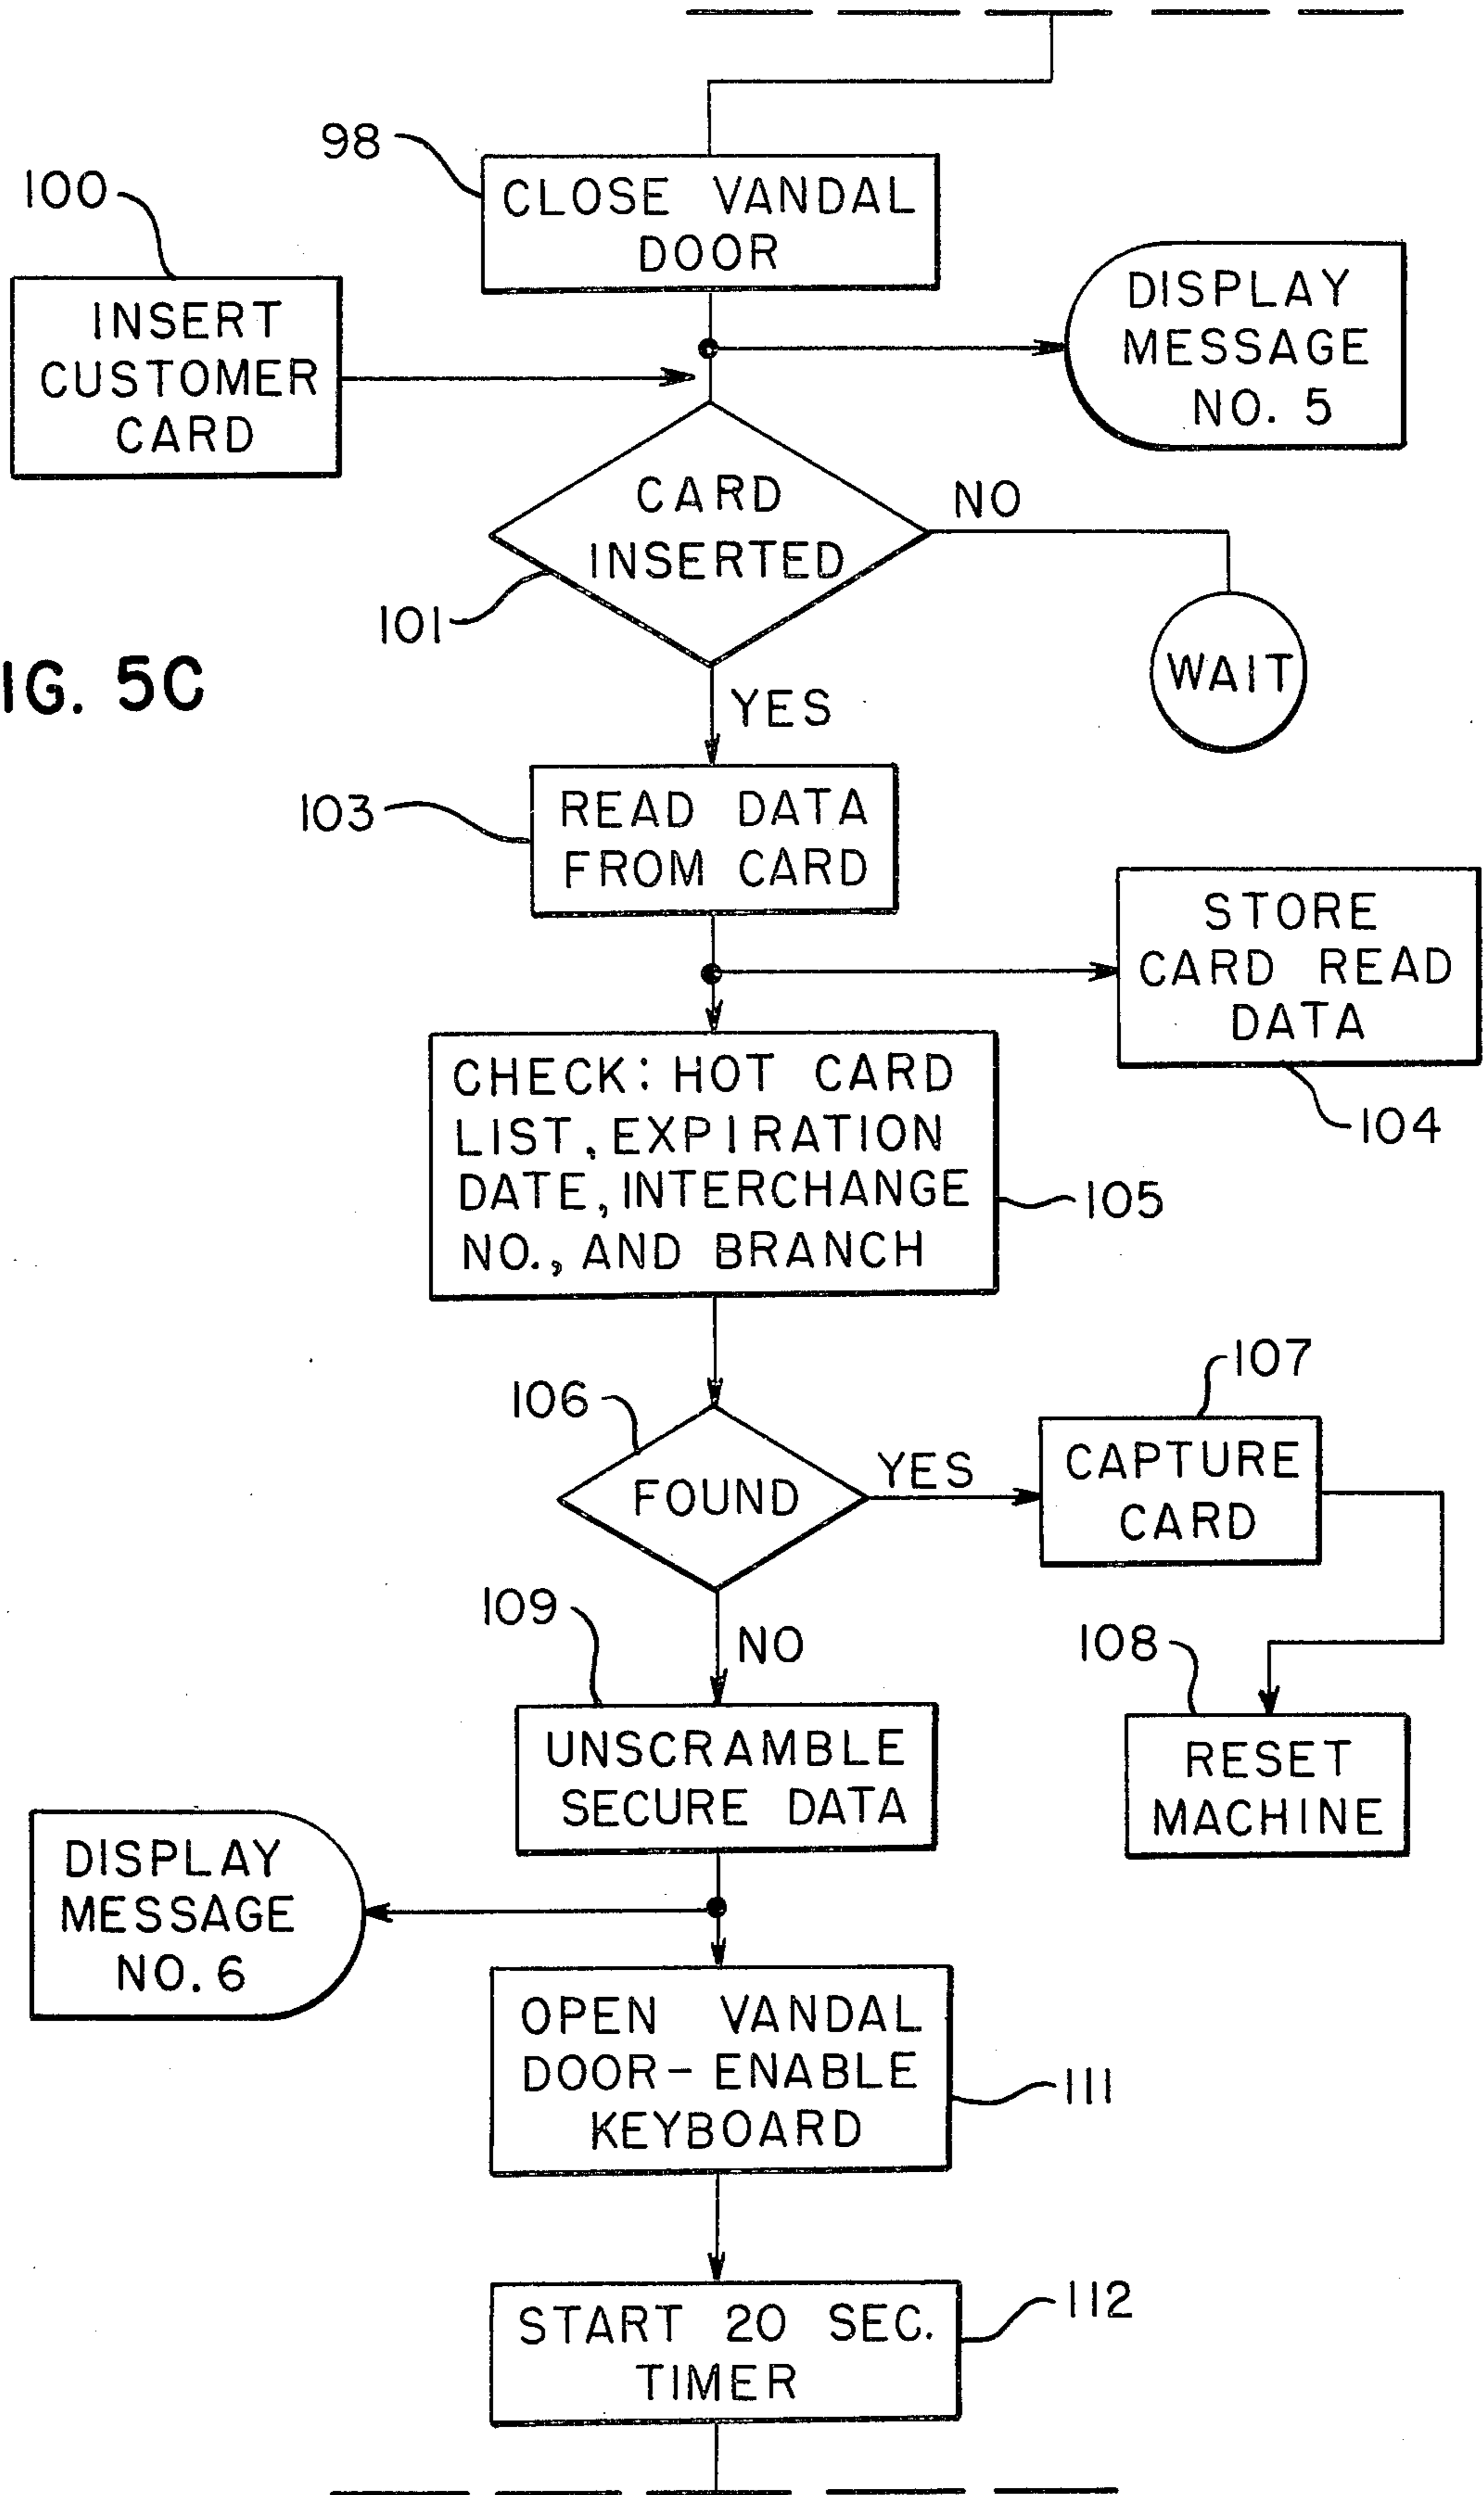 98
CLOSE VANDAL
DOOR
100
INSERT
CUSTOMER
CARD
DISPLAY
MESSAGE
NO. 5
CARD
INSERTED
NO
101
WAIT
IG. 5C
YES
103
READ DATA
FROM CARD
STORE
CARD READ
DATA
104
CHECK: HOT CARD
LIST, EXPIRATION
DATE, INTERCHANGE
NO., AND BRANCH
105
106
FOUND
YES
107
CAPTURE
CARD
109
NO
108
RESET
MACHINE
UNSCRAMBLE
SECURE DATA
DISPLAY
MESSAGE
NO. 6
OPEN VANDAL
DOOR- ENABLE
KEYBOARD
111
START 20 SEC.
TIMER
112